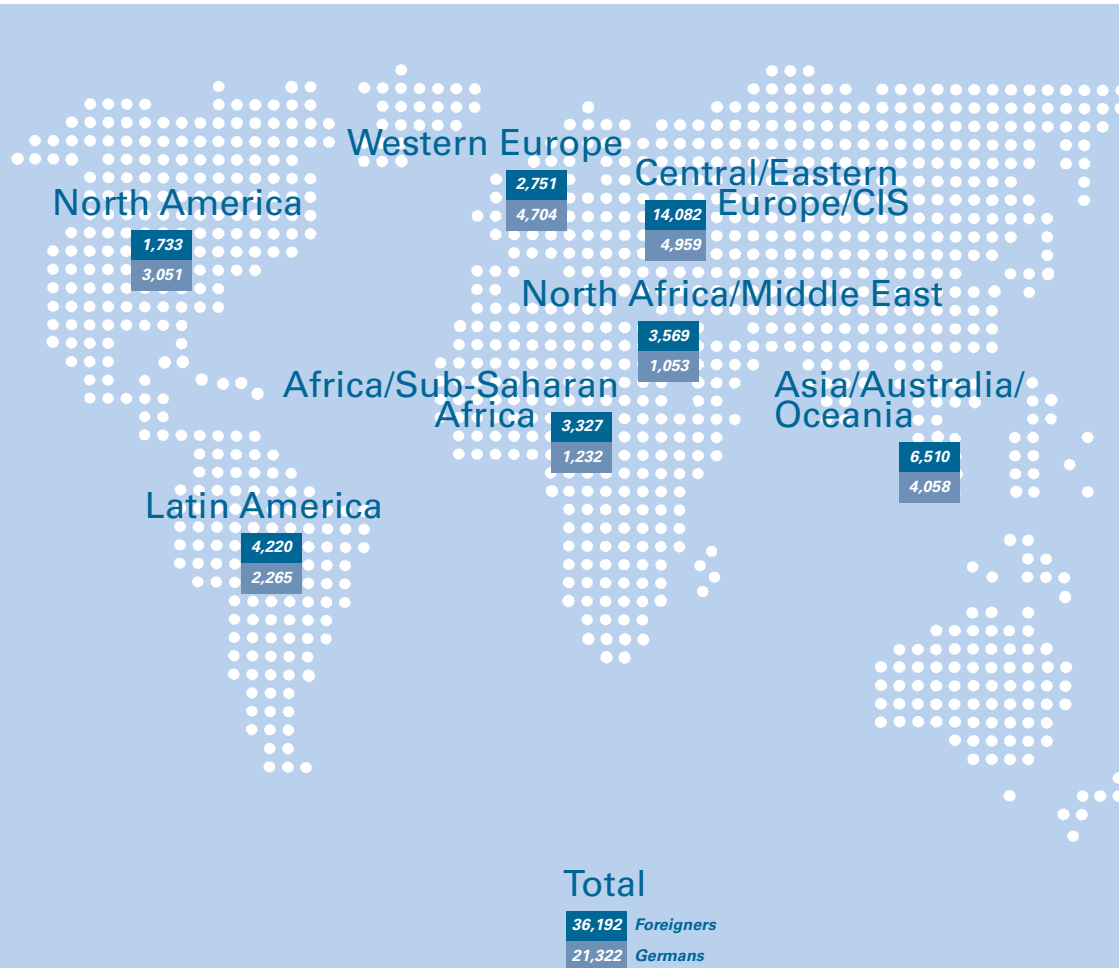 Western Europe
2,751
4,704
Central/Eastern
Europe/CIS
14,082
4,959
North America
1,733
3,051
North Africa/Middle East
3,569
1,053
Africa/Sub-Saharan
Africa
3,327
1,232
Asia/Australia/
Oceania
6,510
4,058
Latin America
4,220
2,265
Total
36,192 Foreigners
21,322 Germans